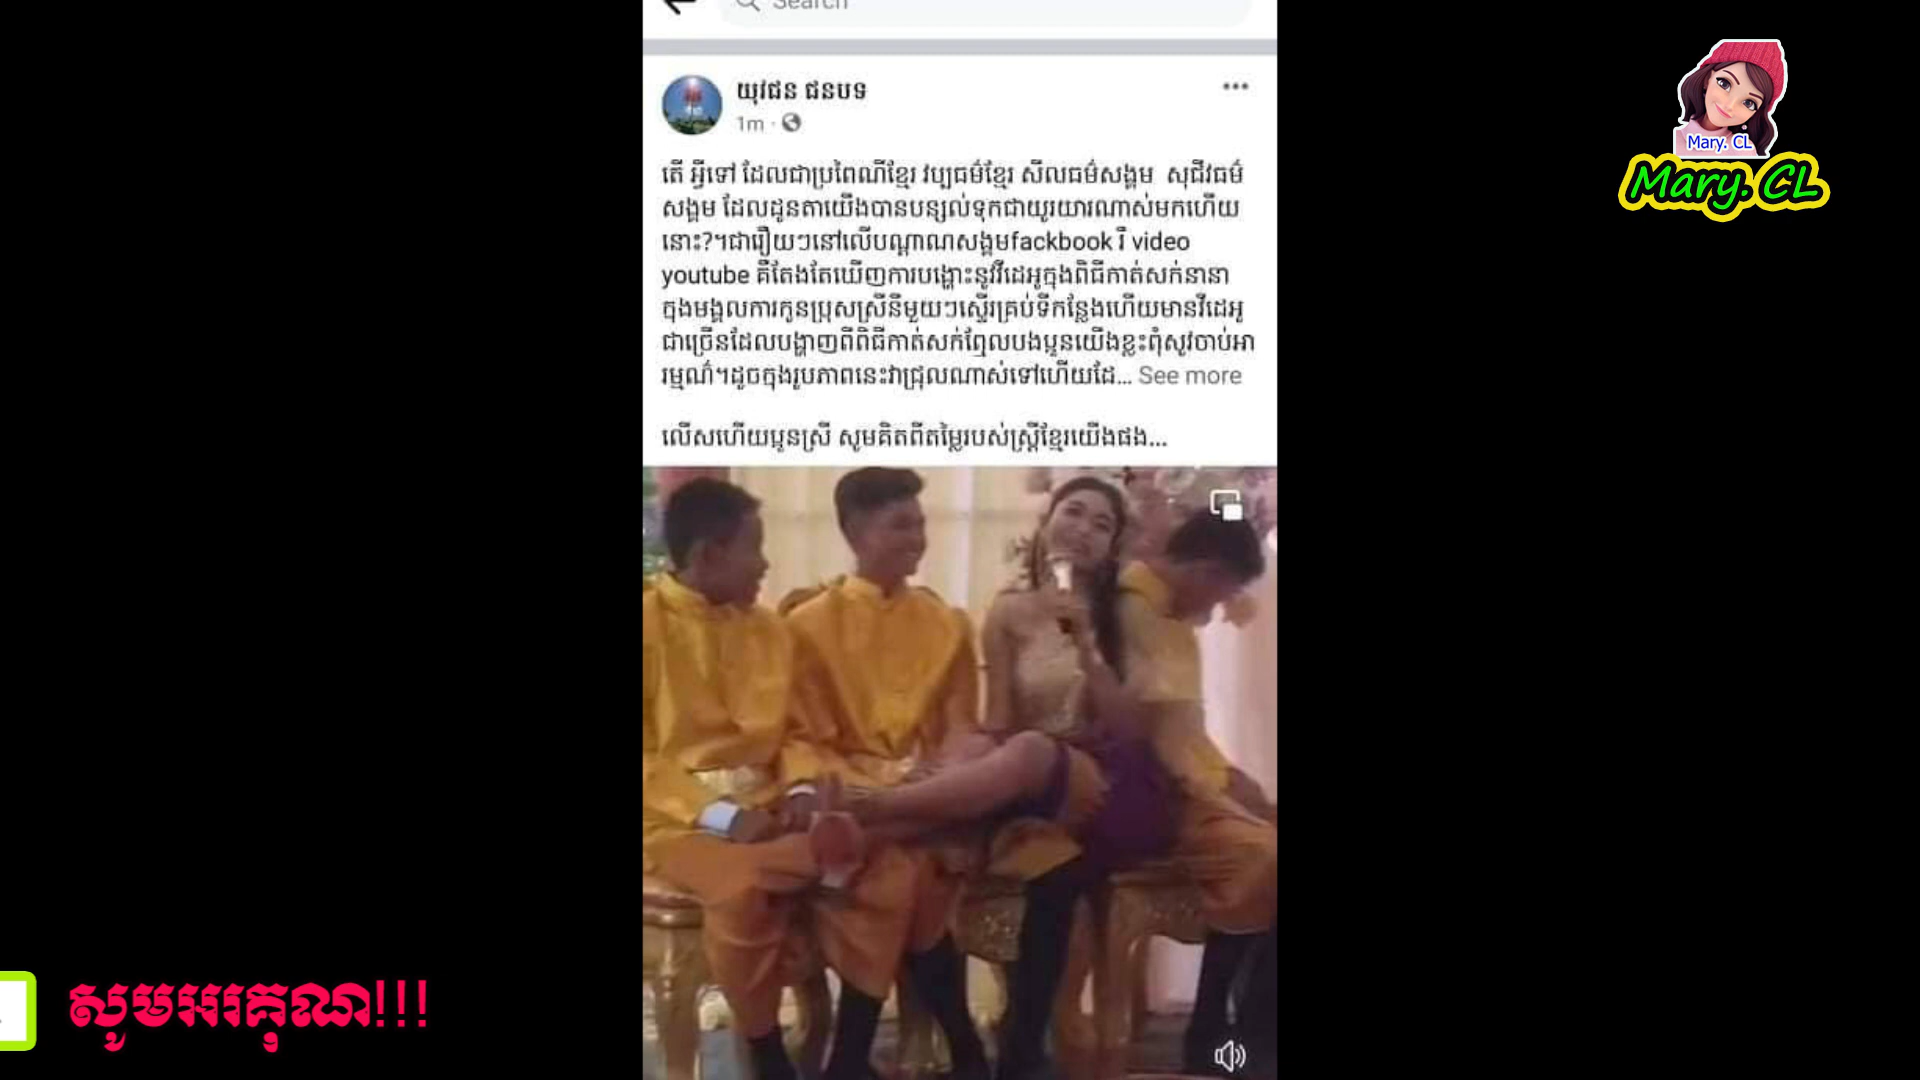 Search
យុវជន ជនបទ
1m ·
តើ អ្វីទៅ ដែលជាប្រពៃណីខ្មែរ វប្បធម៌ខ្មែរ សីលធម៌សង្គម សុជីវធម៌
សង្គម ដែលដូនតាយើងបានបន្សល់ទុកជាយូរយារណាស់មកហើយ
នោះ?។ជារឿយៗនៅលើបណ្ដាណសង្គមfackbook រឺ video
youtube គឺតែងតែឃើញការបង្ហោះនូវវីដេអូក្នុងពិធីកាត់សក់នានា
ក្នុងមង្គលការកូនប្រុសស្រីនីមួយៗស្ទើរគ្រប់ទីកន្លែងហើយមានវីដេអូ
ជាច្រើនដែលបង្ហាញពីពិធីកាត់សក់ឮែលបងប្អូនយើងខ្លះពុំសូវចាប់អា
រម្មណ៌។ដូចក្នុងរូបភាពនេះវាជ្រុលណាស់ទៅហើយដែ... See more
លើសហើយប្អូនស្រី សូមគិតពីតម្លៃរបស់ស្ត្រីខ្មែរយើងផង...
Mary. CL
Mary. CL
សូមអរគុណ!!!